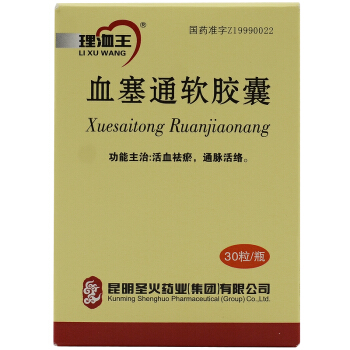 理洫王
LI XU WANG
国药准字Z19990022
血塞通软胶囊
Xuesaitong Ruanjiaonang
功能主治:活血祛瘀，通脉活络。
30粒/瓶
昆明圣火药业(集团)有限公司
Kunming Shenghuo Pharmaceutical (Group) Co.,Ltd.